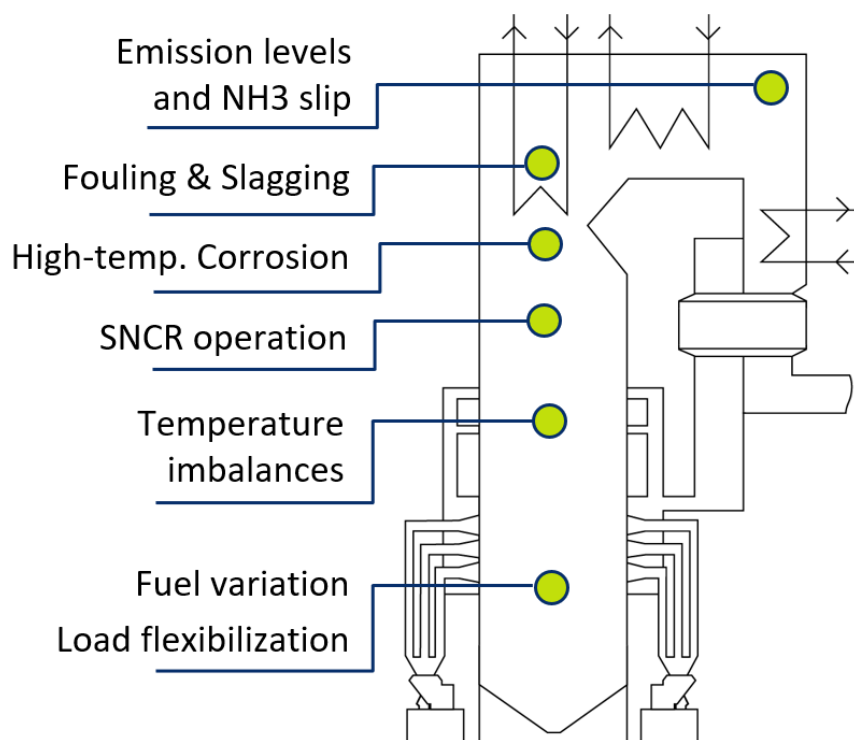 Emission levels
and NH3 slip
Fouling & Slagging
High-temp. Corrosion
SNCR operation
Temperature
imbalances
Fuel variation
Load flexibilization